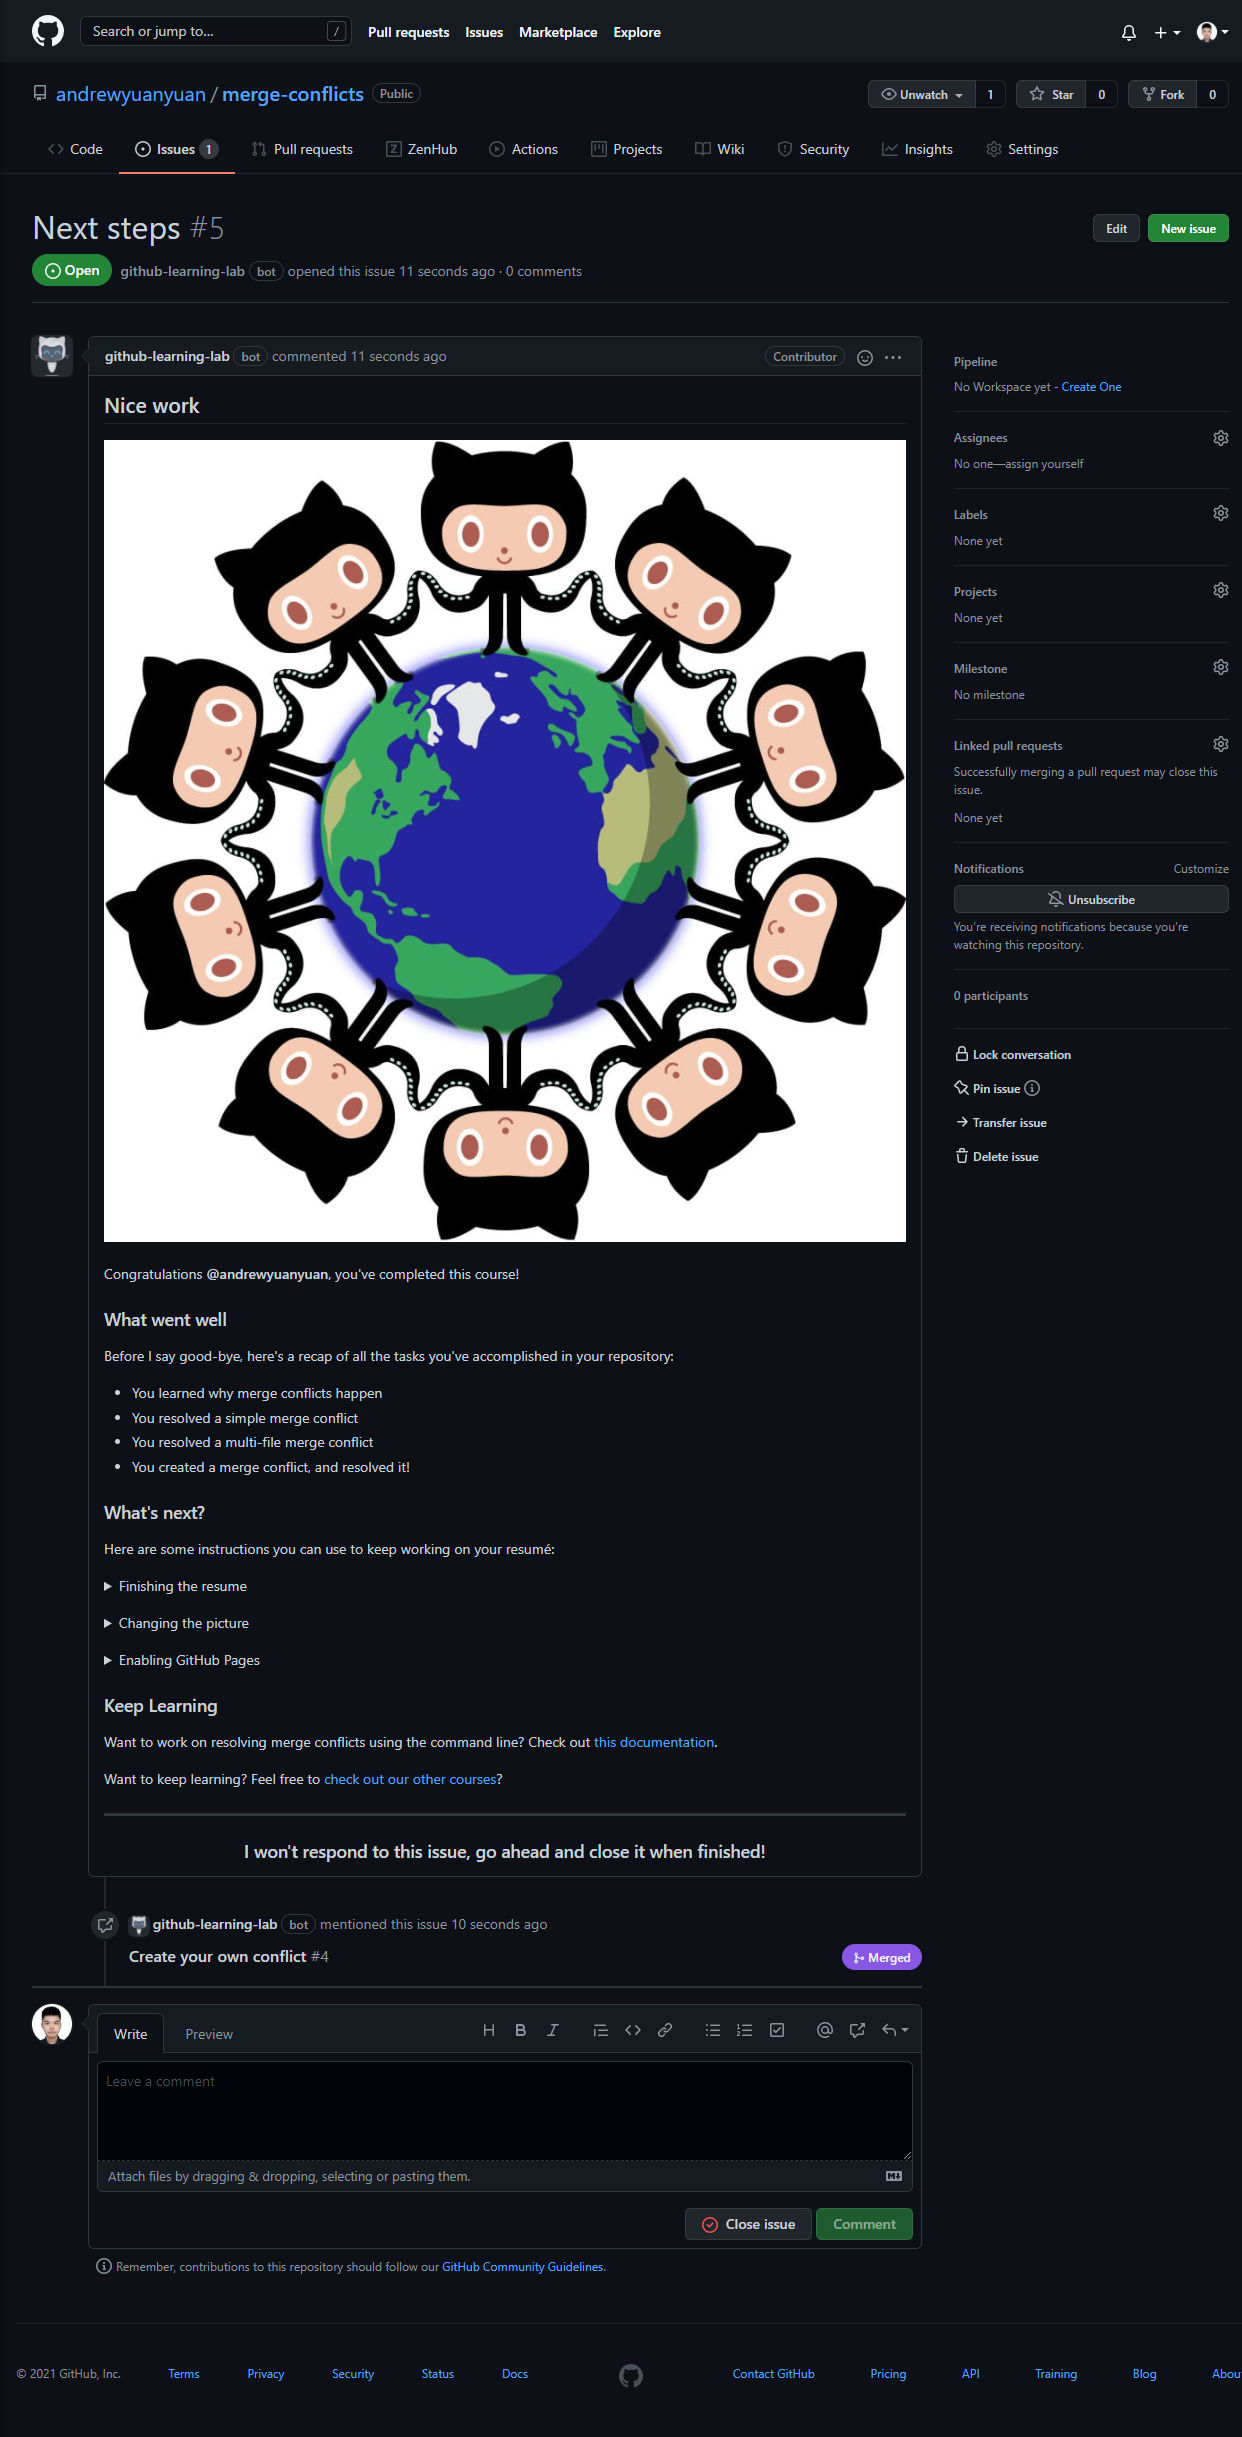 Search or jump to... /
Pull requests Issues Marketplace Explore
andrewyuanyuan / merge-conflicts Public
Unwatch 1 Star 0 Fork 0
Code Issues 1 Pull requests ZenHub Actions Projects Wiki Security Insights Settings
Next steps #5
Edit New issue
Open github-learning-lab bot opened this issue 11 seconds ago · 0 comments
github-learning-lab bot commented 11 seconds ago Contributor
Nice work
Congratulations @andrewyuanyuan, you've completed this course!
What went well
Before I say good-bye, here's a recap of all the tasks you've accomplished in your repository:
• You learned why merge conflicts happen
• You resolved a simple merge conflict
• You resolved a multi-file merge conflict
• You created a merge conflict, and resolved it!
What's next?
Here are some instructions you can use to keep working on your resumé:
Finishing the resume
Changing the picture
Enabling GitHub Pages
Keep Learning
Want to work on resolving merge conflicts using the command line? Check out this documentation.
Want to keep learning? Feel free to check out our other courses?
I won't respond to this issue, go ahead and close it when finished!
github-learning-lab bot mentioned this issue 10 seconds ago
Create your own conflict #4
Merged
Write Preview
H B I
Leave a comment
Attach files by dragging & dropping, selecting or pasting them.
Close issue Comment
Remember, contributions to this repository should follow our GitHub Community Guidelines.
Pipeline
No Workspace yet - Create One
Assignees
No one—assign yourself
Labels
None yet
Projects
None yet
Milestone
No milestone
Linked pull requests
Successfully merging a pull request may close this
issue.
None yet
Notifications Customize
Unsubscribe
You're receiving notifications because you're
watching this repository.
0 participants
Lock conversation
Pin issue
Transfer issue
Delete issue
© 2021 GitHub, Inc. Terms Privacy Security Status Docs Contact GitHub Pricing API Training Blog Abou